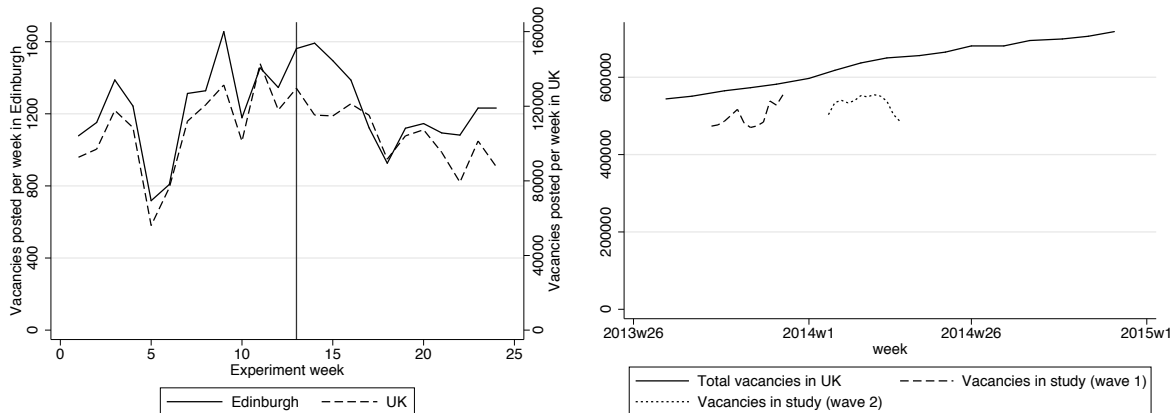 Vacancies posted per week in Edinburgh
0 400 800 1200 1600
Vacancies posted per week in UK
0 40000 80000 120000 160000
0 5 10 15 20 25
Experiment week
Edinburgh UK
0 200000 400000 600000
2013w26 2014w1 2014w26 2015w1
week
Total vacancies in UK Vacancies in study (wave 1)
Vacancies in study (wave 2)